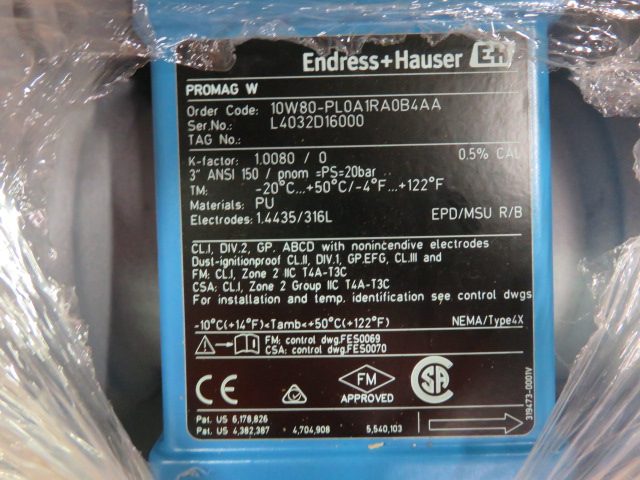 Endress+Hauser EH
PROMAG W
Order Code: 10W80-PL0A1RA0B4AA
Ser.No.: L4032D16000
TAG No.:
K-factor: 1.0080 / 0 0.5% CAL
3" ANSI 150 / pnom =PS=20bar
TM: -20°C...+50°C/-4°F...+122°F
Materials: PU
Electrodes: 1.4435/316L EPD/MSU R/B
CL.I, DIV.2, GP. ABCD with nonincendive electrodes
Dust-ignitionproof CL.II, DIV.1, GP.EFG, CL.III and
FM: CL.I, Zone 2 IIC T4A-T3C
CSA: CL.I, Zone 2 Group IIC T4A-T3C
For installation and temp. identification see control dwgs
-10°C(+14°F)<Tamb<+50°C(+122°F) NEMA/Type4X
FM: control dwg.FES0069
CSA: control dwg.FES0070
CE FM APPROVED CSA
319473-0001V
Pat. US 6,178,826
Pat. US 4,382,387 4,704,908 5,540,103